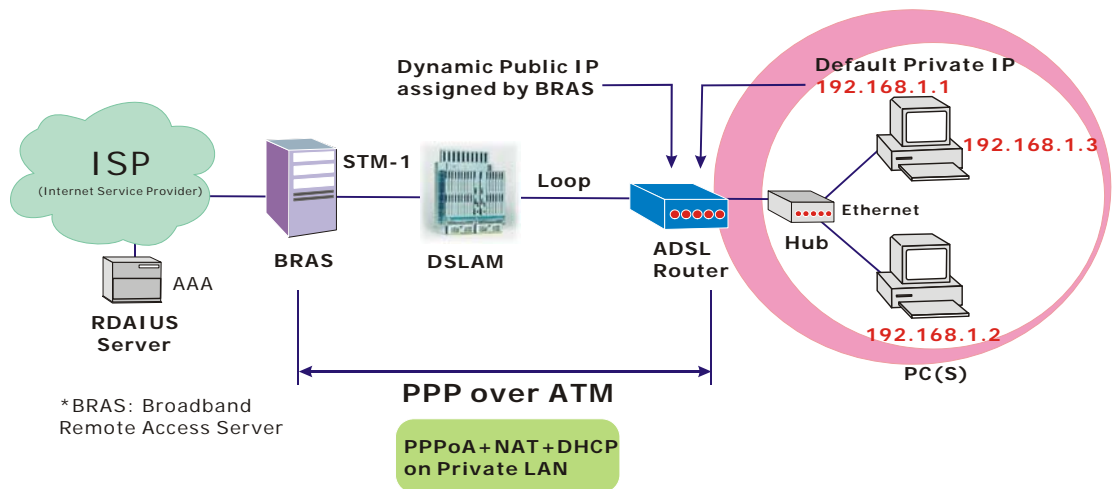 Dynamic Public IP
assigned by BRAS
Default Private IP
192.168.1.1
192.168.1.3
ISP
(Internet Service Provider)
STM-1
Loop
Ethernet
Hub
BRAS
DSLAM
ADSL
Router
AAA
RDAIUS
Server
192.168.1.2
PC(S)
PPP over ATM
*BRAS: Broadband
Remote Access Server
PPPoA+NAT+DHCP
on Private LAN